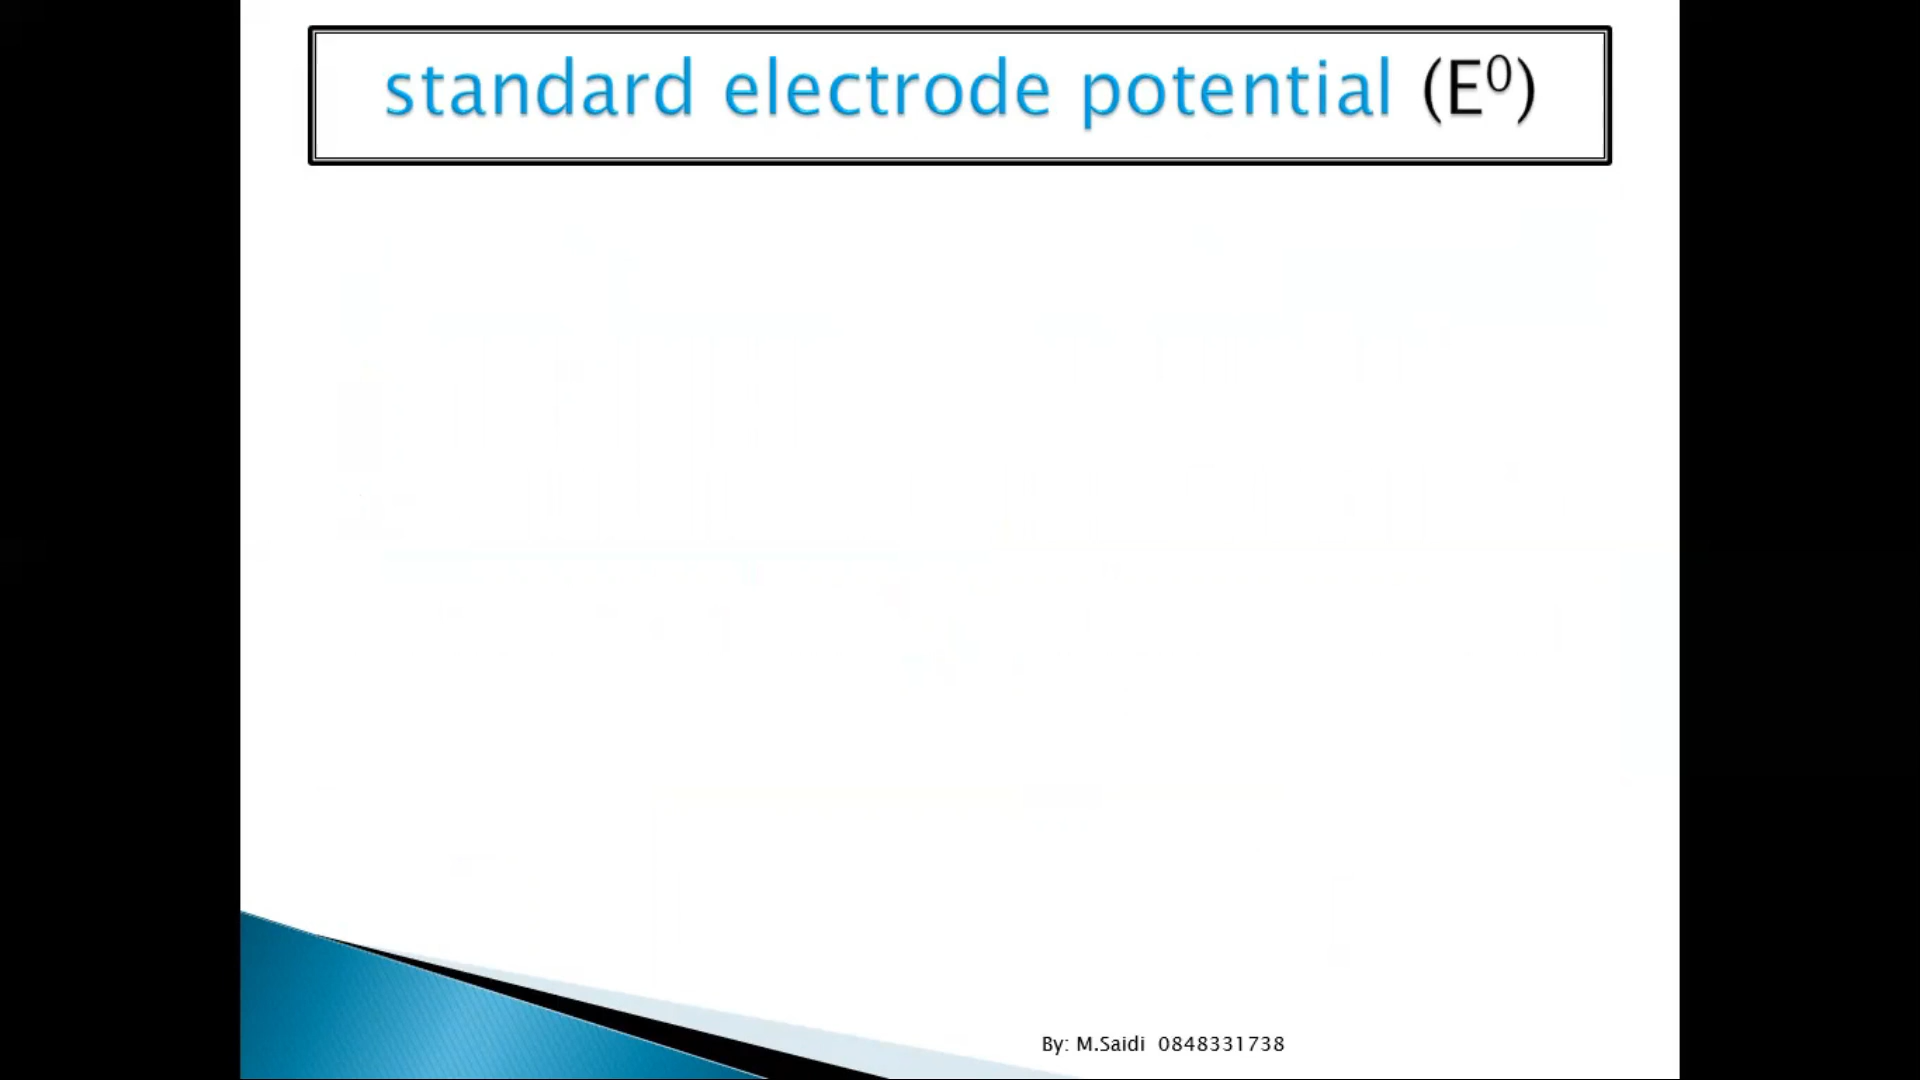 standard electrode potential (E⁰)
By: M.Saidi 0848331738